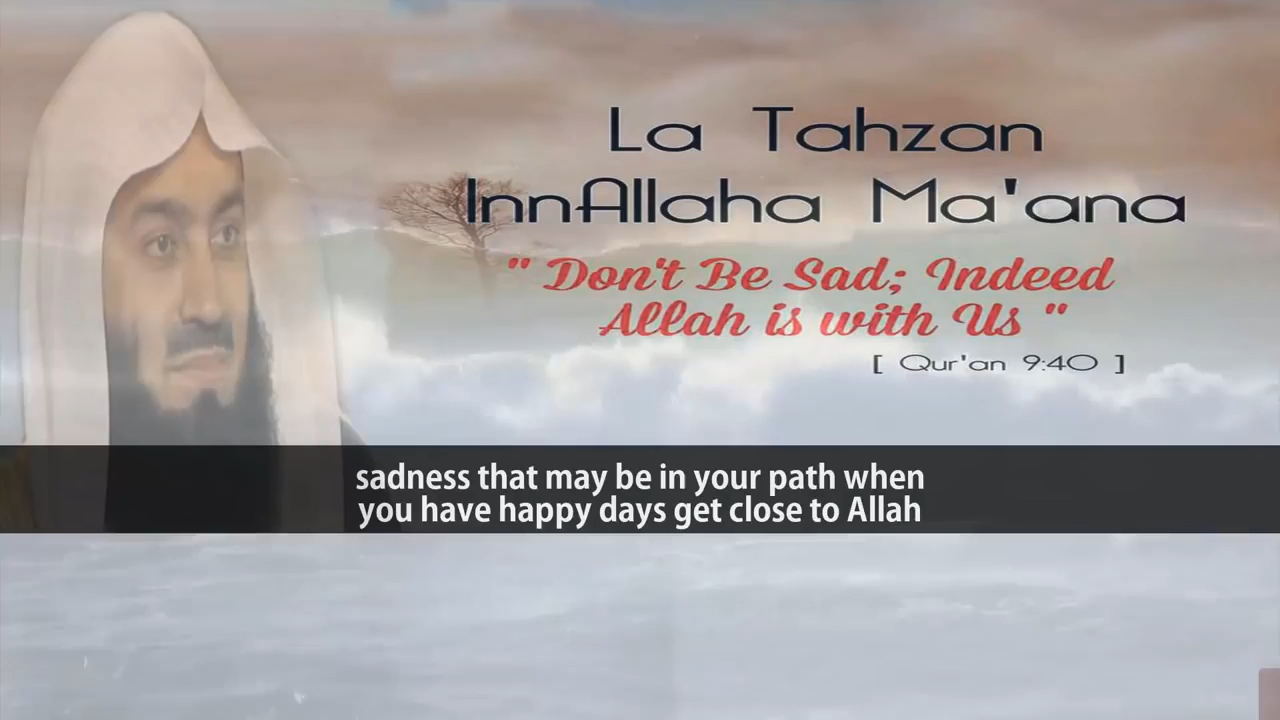 La Tahzan
InnAllaha Ma'ana
" Don't Be Sad; Indeed
Allah is with Us "
[ Qur'an 9:40 ]
sadness that may be in your path when
you have happy days get close to Allah